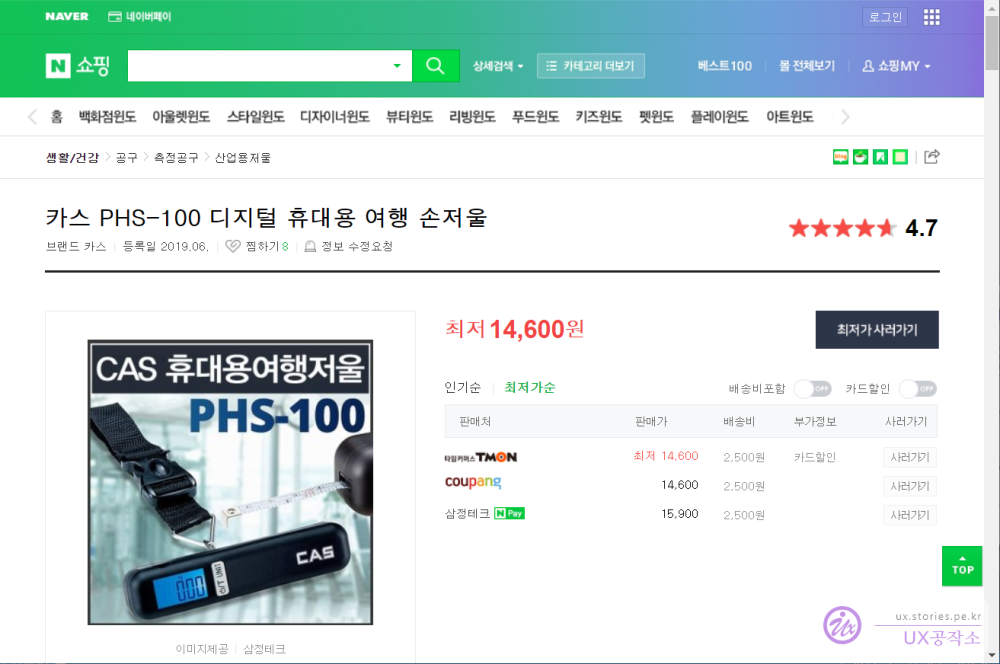 NAVER 네이버페이 로그인
N 쇼핑 상세검색 카테고리 더보기 베스트100 몰 전체보기 쇼핑MY
홈 백화점윈도 아울렛윈도 스타일윈도 디자이너윈도 뷰티윈도 리빙윈도 푸드윈도 키즈윈도 펫윈도 플레이윈도 아트윈도
생활/건강 > 공구 > 측정공구 > 산업용저울
카스 PHS-100 디지털 휴대용 여행 손저울
4.7
브랜드 카스 등록일 2019.06. 찜하기 8 정보 수정요청
최저 14,600원 최저가 사러가기
CAS 휴대용여행저울
PHS-100
CAS
0.00
O/T UNIT
인기순 최저가순 배송비포함 OFF 카드할인 OFF
판매처 판매가 배송비 부가정보 사러가기
타임커머스 TMON 최저 14,600 2,500원 카드할인 사러가기
coupang 14,600 2,500원 사러가기
삼정테크 N Pay 15,900 2,500원 사러가기
TOP
이미지제공 삼정테크
Ux
ux.stories.pe.kr
UX공작소